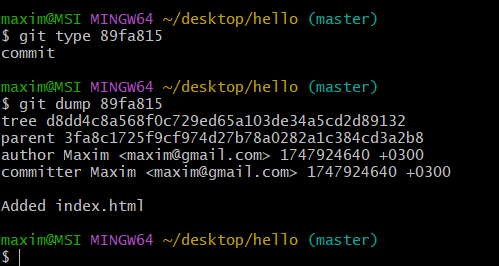 maxim@MSI MINGW64 ~/desktop/hello (master)
$ git type 89fa815
commit
maxim@MSI MINGW64 ~/desktop/hello (master)
$ git dump 89fa815
tree d8dd4c8a568f0c729ed65a103de34a5cd2d89132
parent 3fa8c1725f9cf974d27b78a0282a1c384cd3a2b8
author Maxim <maxim@gmail.com> 1747924640 +0300
committer Maxim <maxim@gmail.com> 1747924640 +0300
Added index.html
maxim@MSI MINGW64 ~/desktop/hello (master)
$